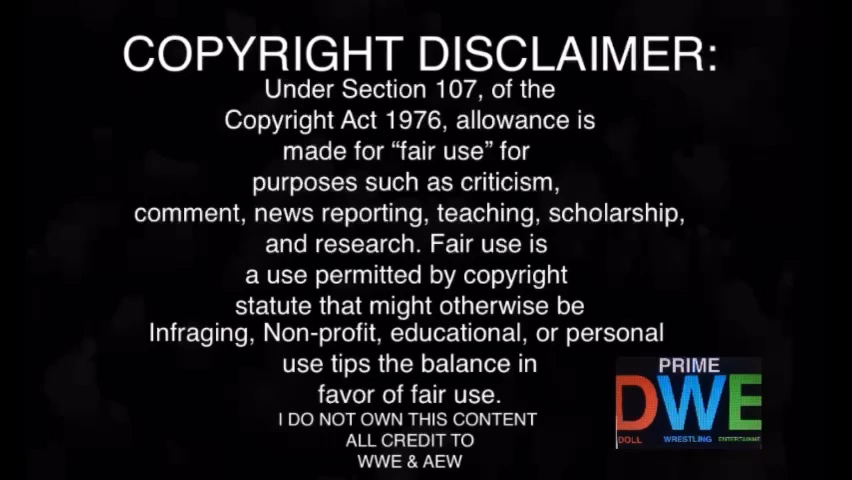 COPYRIGHT DISCLAIMER:
Under Section 107, of the
Copyright Act 1976, allowance is
made for “fair use” for
purposes such as criticism,
comment, news reporting, teaching, scholarship,
and research. Fair use is
a use permitted by copyright
statute that might otherwise be
Infraging, Non-profit, educational, or personal
use tips the balance in
favor of fair use.
I DO NOT OWN THIS CONTENT
ALL CREDIT TO
WWE & AEW
PRIME
DWE
DOLL WRESTLING